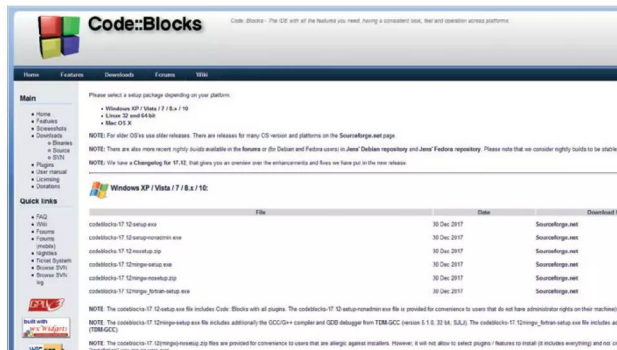 Code::Blocks
Code::Blocks - The IDE with all the features you need, having a consistent look, feel and operation across platforms.
Home Features Downloads Forums Wiki
Main
Home
Features
Screenshots
Downloads
Binaries
Source
SVN
Plugins
User manual
Licensing
Donations
Quick links
FAQ
Wiki
Forums
Forums (mobile)
Nightlies
Ticket System
Browse SVN
Browse SVN log
built with
wxWidgets
Please select a setup package depending on your platform:
Windows XP / Vista / 7 / 8.x / 10
Linux 32 and 64-bit
Mac OS X
NOTE: For older OS'es use older releases. There are releases for many OS version and platforms on the Sourceforge.net page.
NOTE: There are also more recent nightly builds available in the forums or (for Debian and Fedora users) in Jens' Debian repository and Jens' Fedora repository. Please note that we consider nightly builds to be stable
NOTE: We have a Changelog for 17.12, that gives you an overview over the enhancements and fixes we have put in the new release.
Windows XP / Vista / 7 / 8.x / 10:
File Date Download
codeblocks-17.12-setup.exe 30 Dec 2017 Sourceforge.net
codeblocks-17.12-setup-nonadmin.exe 30 Dec 2017 Sourceforge.net
codeblocks-17.12-nosetup.zip 30 Dec 2017 Sourceforge.net
codeblocks-17.12mingw-setup.exe 30 Dec 2017 Sourceforge.net
codeblocks-17.12mingw-nosetup.zip 30 Dec 2017 Sourceforge.net
codeblocks-17.12mingw_fortran-setup.exe 30 Dec 2017 Sourceforge.net
NOTE: The codeblocks-17.12-setup.exe file includes Code::Blocks with all plugins. The codeblocks-17.12-setup-nonadmin.exe file is provided for convenience to users that do not have administrator rights on their machine(s)
NOTE: The codeblocks-17.12mingw-setup.exe file includes additionally the GCC/G++ compiler and GDB debugger from TDM-GCC (version 5.1.0, 32 bit, SJLJ). The codeblocks-17.12mingw_fortran-setup.exe file includes
(TDM-GCC)
NOTE: The codeblocks-17.12(mingw)-nosetup.zip files are provided for convenience to users that are allergic against installers. However, it will not allow to select plugins / features to install (it includes everything) and not